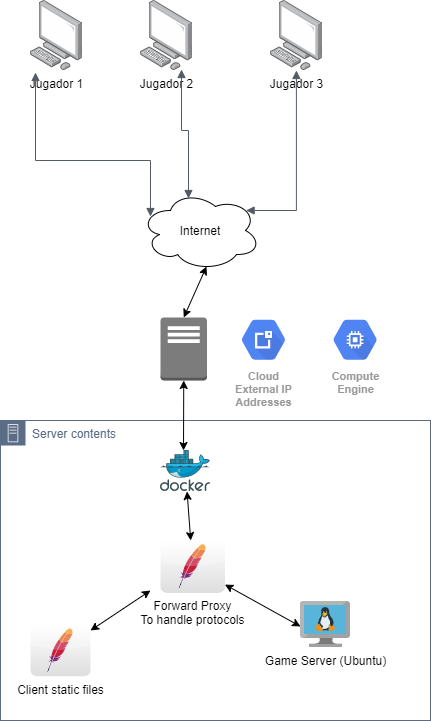 Jugador 1
Jugador 2
Jugador 3
Internet
Cloud
External IP
Addresses
Compute
Engine
Server contents
docker
Forward Proxy
To handle protocols
Game Server (Ubuntu)
Client static files